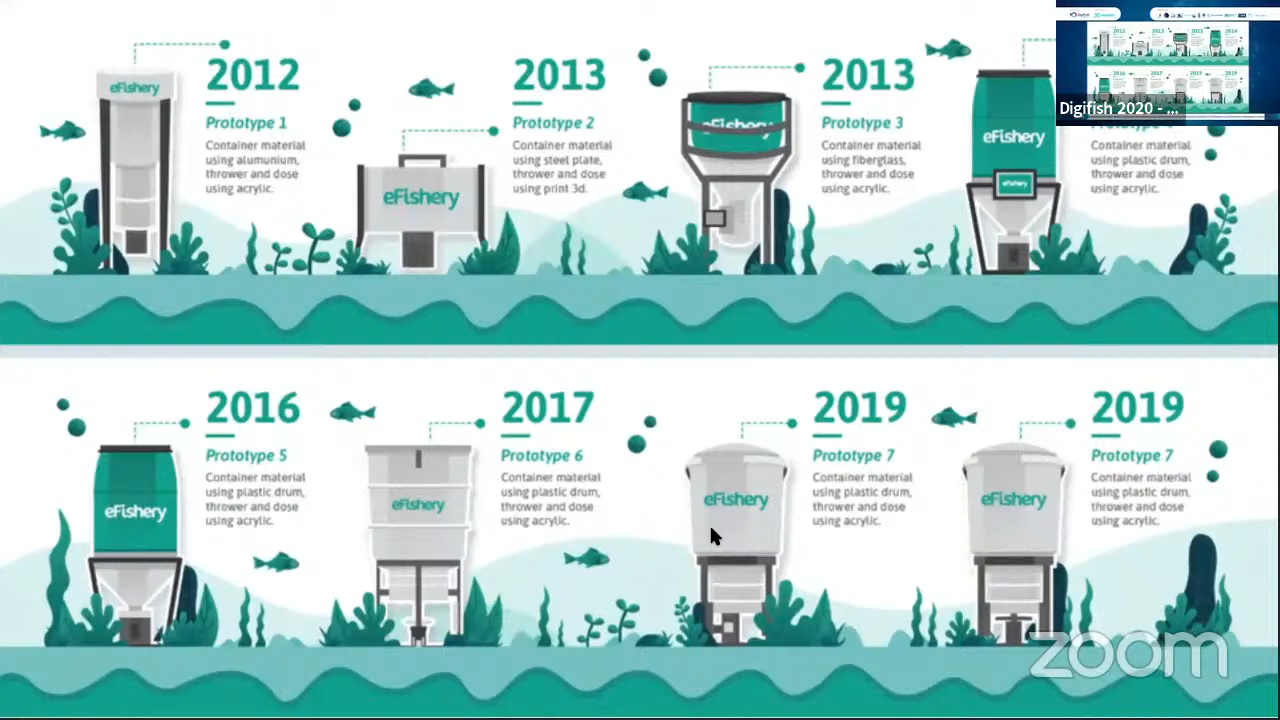 2012
Prototype 1
Container material
using alumunium,
thrower and dose
using acrylic.
eFishery
2013
Prototype 2
Container material
using steel plate,
thrower and dose
using print 3d.
eFishery
2013
Prototype 3
Container material
using fiberglass,
thrower and dose
using acrylic.
eFishery
Container material
using plastic drum,
thrower and dose
using acrylic.
eFishery
eFishery
Digifish 2020 - ...
2016
Prototype 5
Container material
using plastic drum,
thrower and dose
using acrylic.
eFishery
2017
Prototype 6
Container material
using plastic drum,
thrower and dose
using acrylic.
eFishery
2019
Prototype 7
Container material
using plastic drum,
thrower and dose
using acrylic.
eFishery
2019
Prototype 7
Container material
using plastic drum,
thrower and dose
using acrylic.
eFishery
zoom